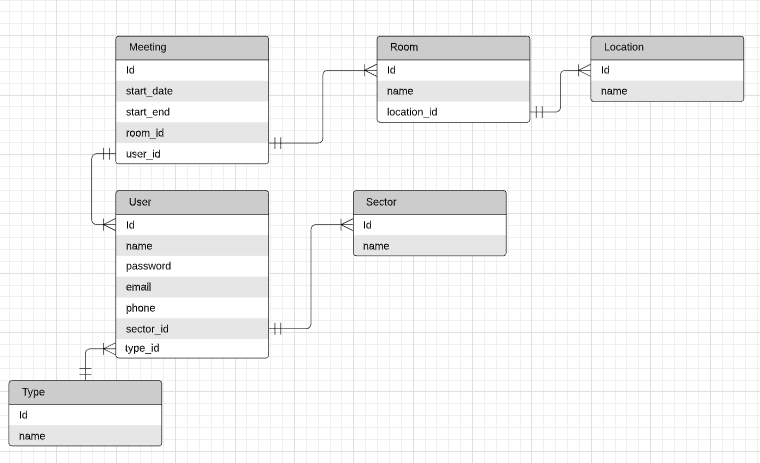 Meeting
Id
start_date
start_end
room_id
user_id
Room
Id
name
location_id
Location
Id
name
User
Id
name
password
email
phone
sector_id
type_id
Sector
Id
name
Type
Id
name